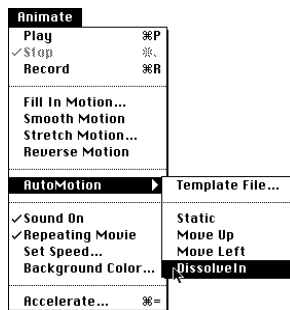 Animate
Play ⌘P
✓Stop ⌘.
Record ⌘R
Fill In Motion...
Smooth Motion
Stretch Motion...
Reverse Motion
AutoMotion
✓Sound On
✓Repeating Movie
Set Speed...
Background Color...
Accelerate... ⌘=
Template File...
Static
Move Up
Move Left
DissolveIn